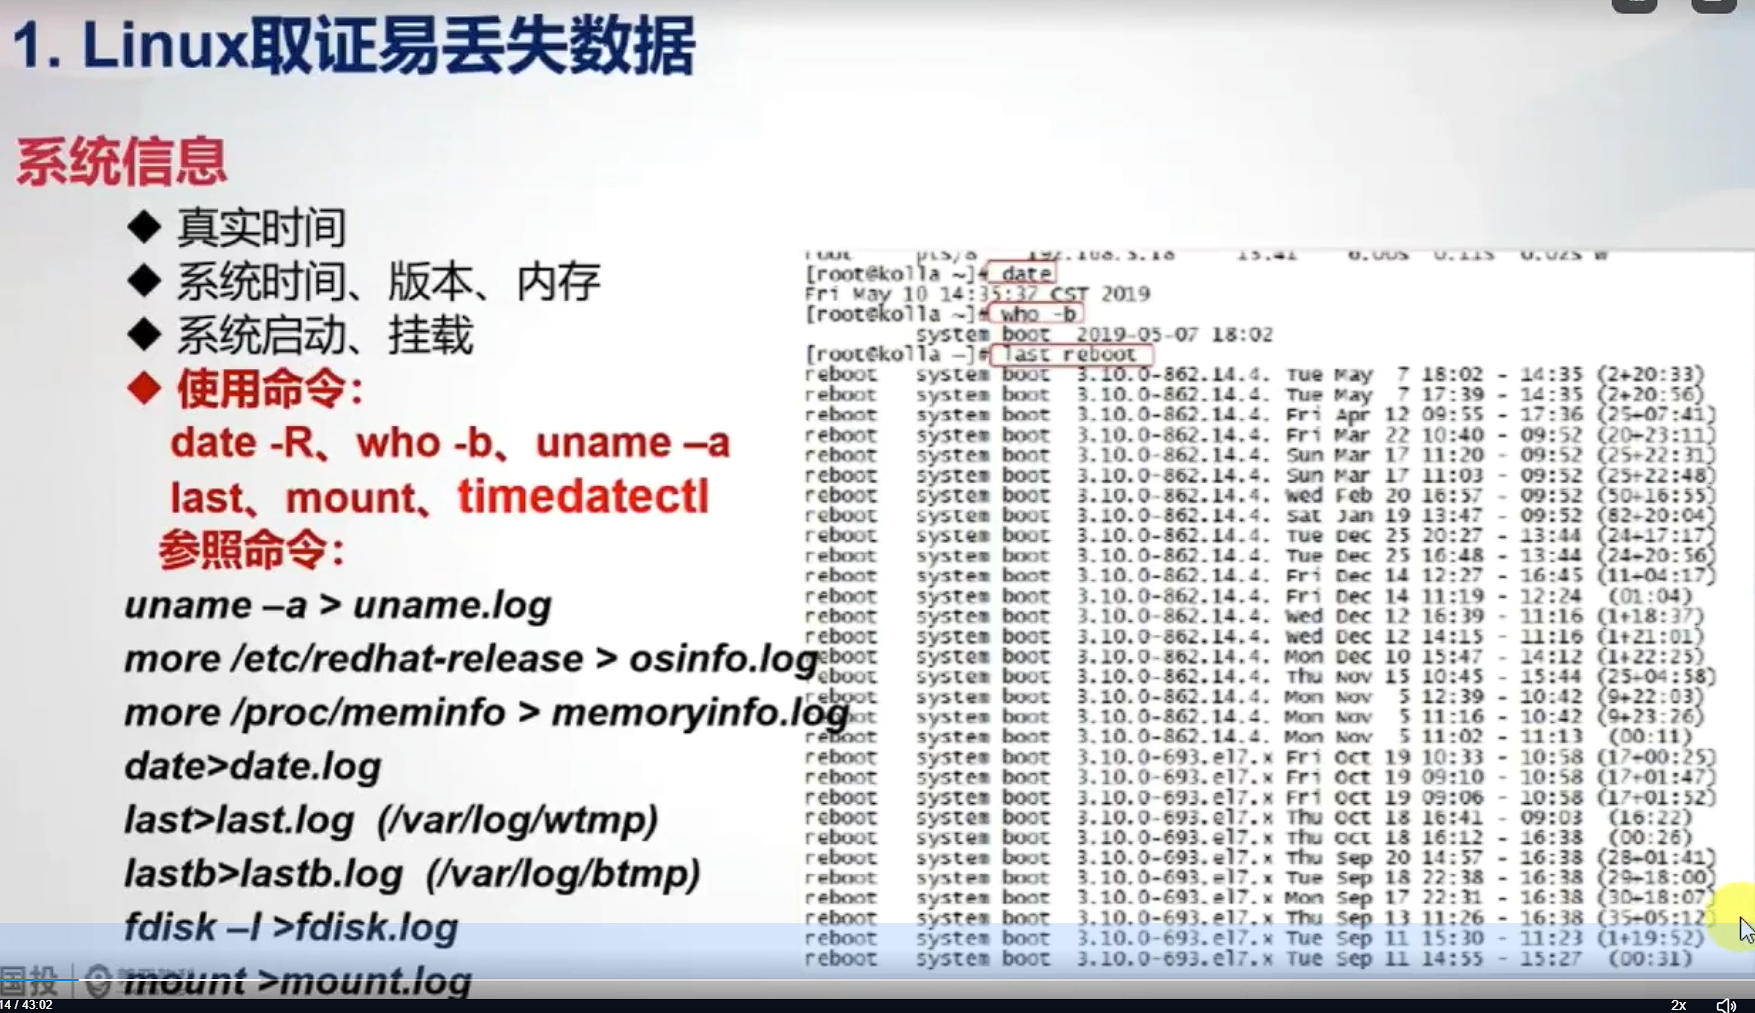 1. Linux取证易丢失数据
系统信息
◆ 真实时间
◆ 系统时间、版本、内存
◆ 系统启动、挂载
◆ 使用命令：
date -R、who -b、uname –a
last、mount、timedatectl
参照命令：
uname –a > uname.log
more /etc/redhat-release > osinfo.log
more /proc/meminfo > memoryinfo.log
date>date.log
last>last.log (/var/log/wtmp)
lastb>lastb.log (/var/log/btmp)
fdisk –l >fdisk.log
mount >mount.log
root pts/8 192.168.5.18 15:41 6.00s 0.11s 0.02s w
[root@kolla ~]# date
Fri May 10 14:35:37 CST 2019
[root@kolla ~]# who -b
system boot 2019-05-07 18:02
[root@kolla ~]# last reboot
reboot system boot 3.10.0-862.14.4. Tue May 7 18:02 - 14:35 (2+20:33)
reboot system boot 3.10.0-862.14.4. Tue May 7 17:39 - 14:35 (2+20:56)
reboot system boot 3.10.0-862.14.4. Fri Apr 12 09:55 - 17:36 (25+07:41)
reboot system boot 3.10.0-862.14.4. Fri Mar 22 10:40 - 09:52 (20+23:11)
reboot system boot 3.10.0-862.14.4. Sun Mar 17 11:20 - 09:52 (25+22:31)
reboot system boot 3.10.0-862.14.4. Sun Mar 17 11:03 - 09:52 (25+22:48)
reboot system boot 3.10.0-862.14.4. Wed Feb 20 16:57 - 09:52 (50+16:55)
reboot system boot 3.10.0-862.14.4. Sat Jan 19 13:47 - 09:52 (82+20:04)
reboot system boot 3.10.0-862.14.4. Tue Dec 25 20:27 - 13:44 (24+17:17)
reboot system boot 3.10.0-862.14.4. Tue Dec 25 16:48 - 13:44 (24+20:56)
reboot system boot 3.10.0-862.14.4. Fri Dec 14 12:27 - 16:45 (11+04:17)
reboot system boot 3.10.0-862.14.4. Fri Dec 14 11:19 - 12:24 (01:04)
reboot system boot 3.10.0-862.14.4. Wed Dec 12 16:39 - 11:16 (1+18:37)
reboot system boot 3.10.0-862.14.4. Wed Dec 12 14:15 - 11:16 (1+21:01)
reboot system boot 3.10.0-862.14.4. Mon Dec 10 15:47 - 14:12 (1+22:25)
reboot system boot 3.10.0-862.14.4. Thu Nov 15 10:45 - 15:44 (25+04:58)
reboot system boot 3.10.0-862.14.4. Mon Nov 5 12:39 - 10:42 (9+22:03)
reboot system boot 3.10.0-862.14.4. Mon Nov 5 11:16 - 10:42 (9+23:26)
reboot system boot 3.10.0-862.14.4. Mon Nov 5 11:02 - 11:13 (00:11)
reboot system boot 3.10.0-693.el7.x Fri Oct 19 10:33 - 10:58 (17+00:25)
reboot system boot 3.10.0-693.el7.x Fri Oct 19 09:10 - 10:58 (17+01:47)
reboot system boot 3.10.0-693.el7.x Fri Oct 19 09:06 - 10:58 (17+01:52)
reboot system boot 3.10.0-693.el7.x Thu Oct 18 16:41 - 09:03 (16:22)
reboot system boot 3.10.0-693.el7.x Thu Oct 18 16:12 - 16:38 (00:26)
reboot system boot 3.10.0-693.el7.x Thu Sep 20 14:57 - 16:38 (28+01:41)
reboot system boot 3.10.0-693.el7.x Tue Sep 18 22:38 - 16:38 (29+18:00)
reboot system boot 3.10.0-693.el7.x Mon Sep 17 22:31 - 16:38 (30+18:07)
reboot system boot 3.10.0-693.el7.x Thu Sep 13 11:26 - 16:38 (35+05:12)
reboot system boot 3.10.0-693.el7.x Tue Sep 11 15:30 - 11:23 (1+19:52)
reboot system boot 3.10.0-693.el7.x Tue Sep 11 14:55 - 15:27 (00:31)
国投
14 / 43:02
2x